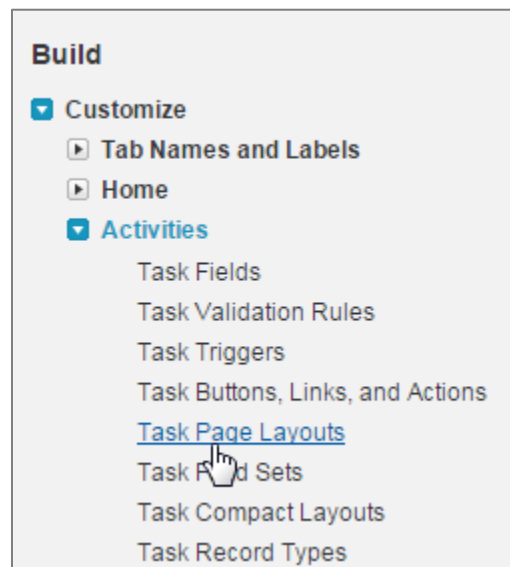 Build
Customize
Tab Names and Labels
Home
Activities
Task Fields
Task Validation Rules
Task Triggers
Task Buttons, Links, and Actions
Task Page Layouts
Task Sets
Task Compact Layouts
Task Record Types